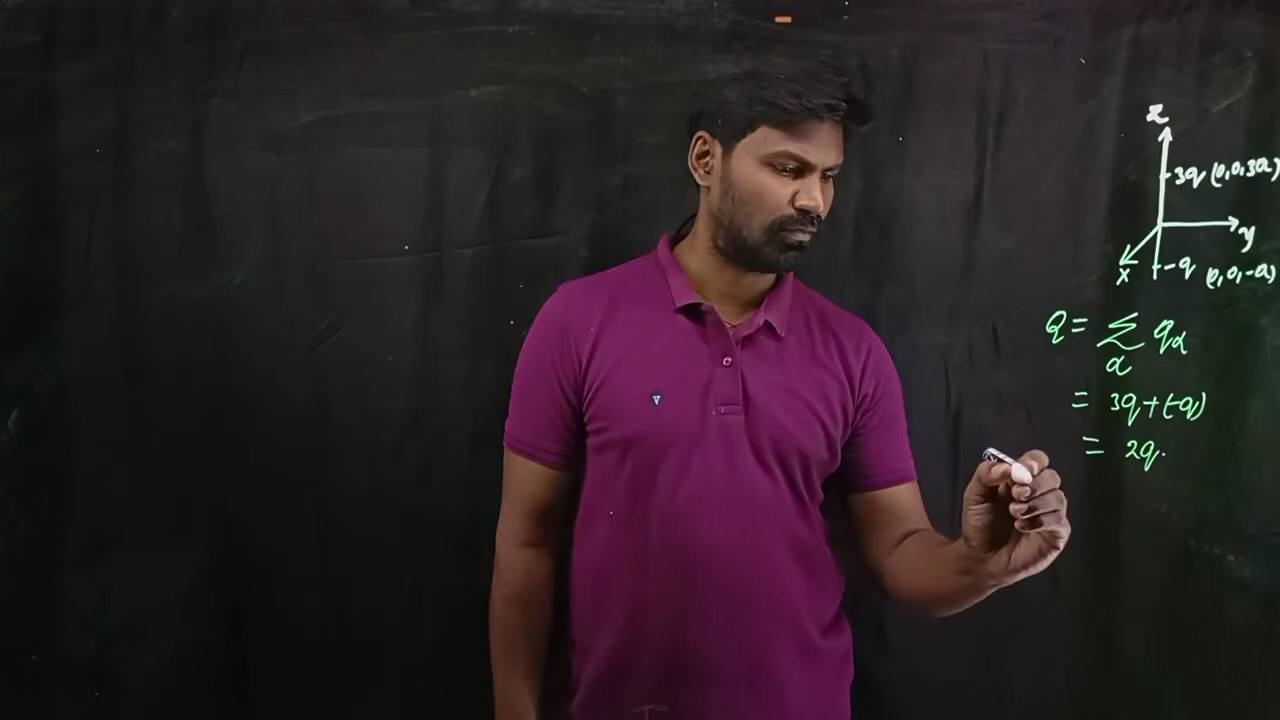 z
3q (0,0,3a)
y
x
-q (0,0,-a)
Q = Σ qα
α
= 3q+(-q)
= 2q.